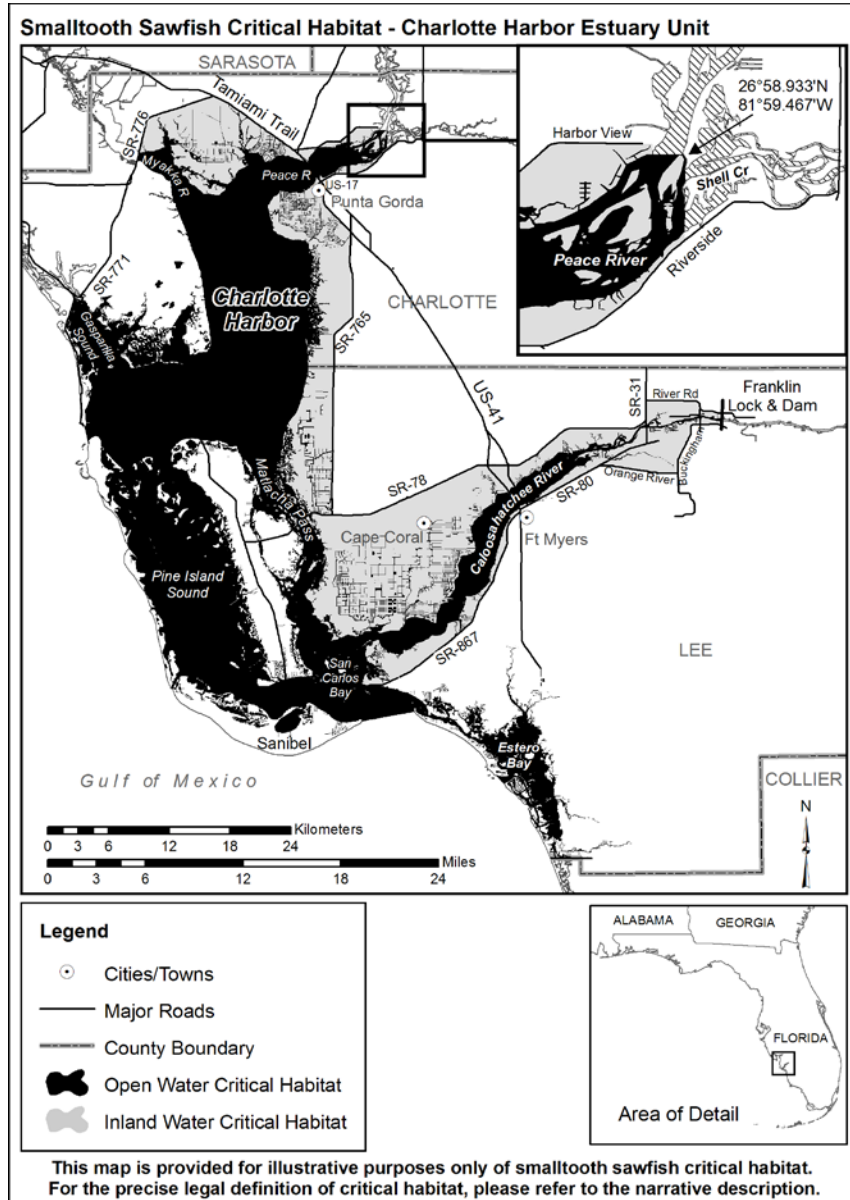 Smalltooth Sawfish Critical Habitat - Charlotte Harbor Estuary Unit
SARASOTA
Tamiami Trail
SR-776
Myakka R
Peace R
US-17
Punta Gorda
26°58.933'N
81°59.467'W
Harbor View
Shell Cr
Peace River
Riverside
SR-771
Gasparilla
Sound
Charlotte
Harbor
CHARLOTTE
SR-765
US-41
SR-31
River Rd
Franklin
Lock & Dam
Buckingham
Orange River
SR-80
SR-78
Matlacha Pass
Caloosahatchee River
Cape Coral
Ft Myers
Pine Island
Sound
SR-867
LEE
San
Carlos
Bay
Sanibel
Estero
Bay
Gulf of Mexico
COLLIER
N
Kilometers
0 3 6 12 18 24
Miles
0 3 6 12 18 24
Legend
Cities/Towns
Major Roads
County Boundary
Open Water Critical Habitat
Inland Water Critical Habitat
ALABAMA
GEORGIA
FLORIDA
Area of Detail
This map is provided for illustrative purposes only of smalltooth sawfish critical habitat.
For the precise legal definition of critical habitat, please refer to the narrative description.